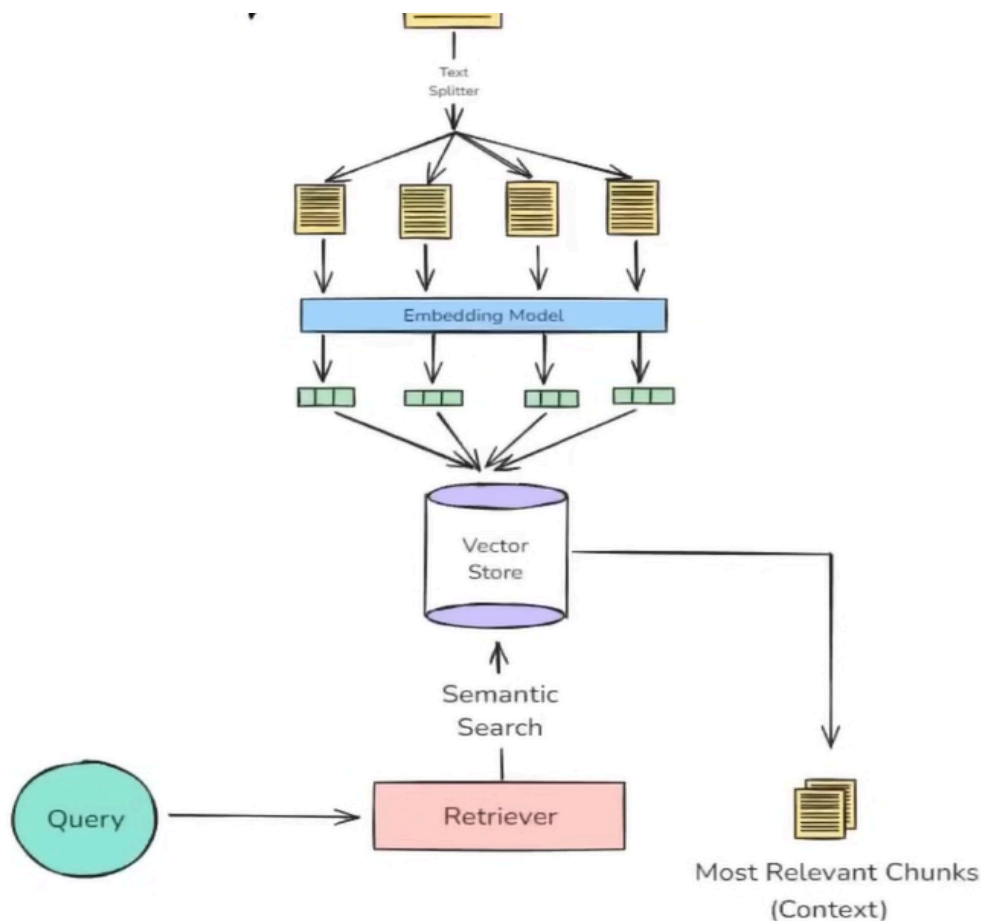 Text
Splitter
Embedding Model
Vector
Store
Semantic
Search
Query
Retriever
Most Relevant Chunks
(Context)